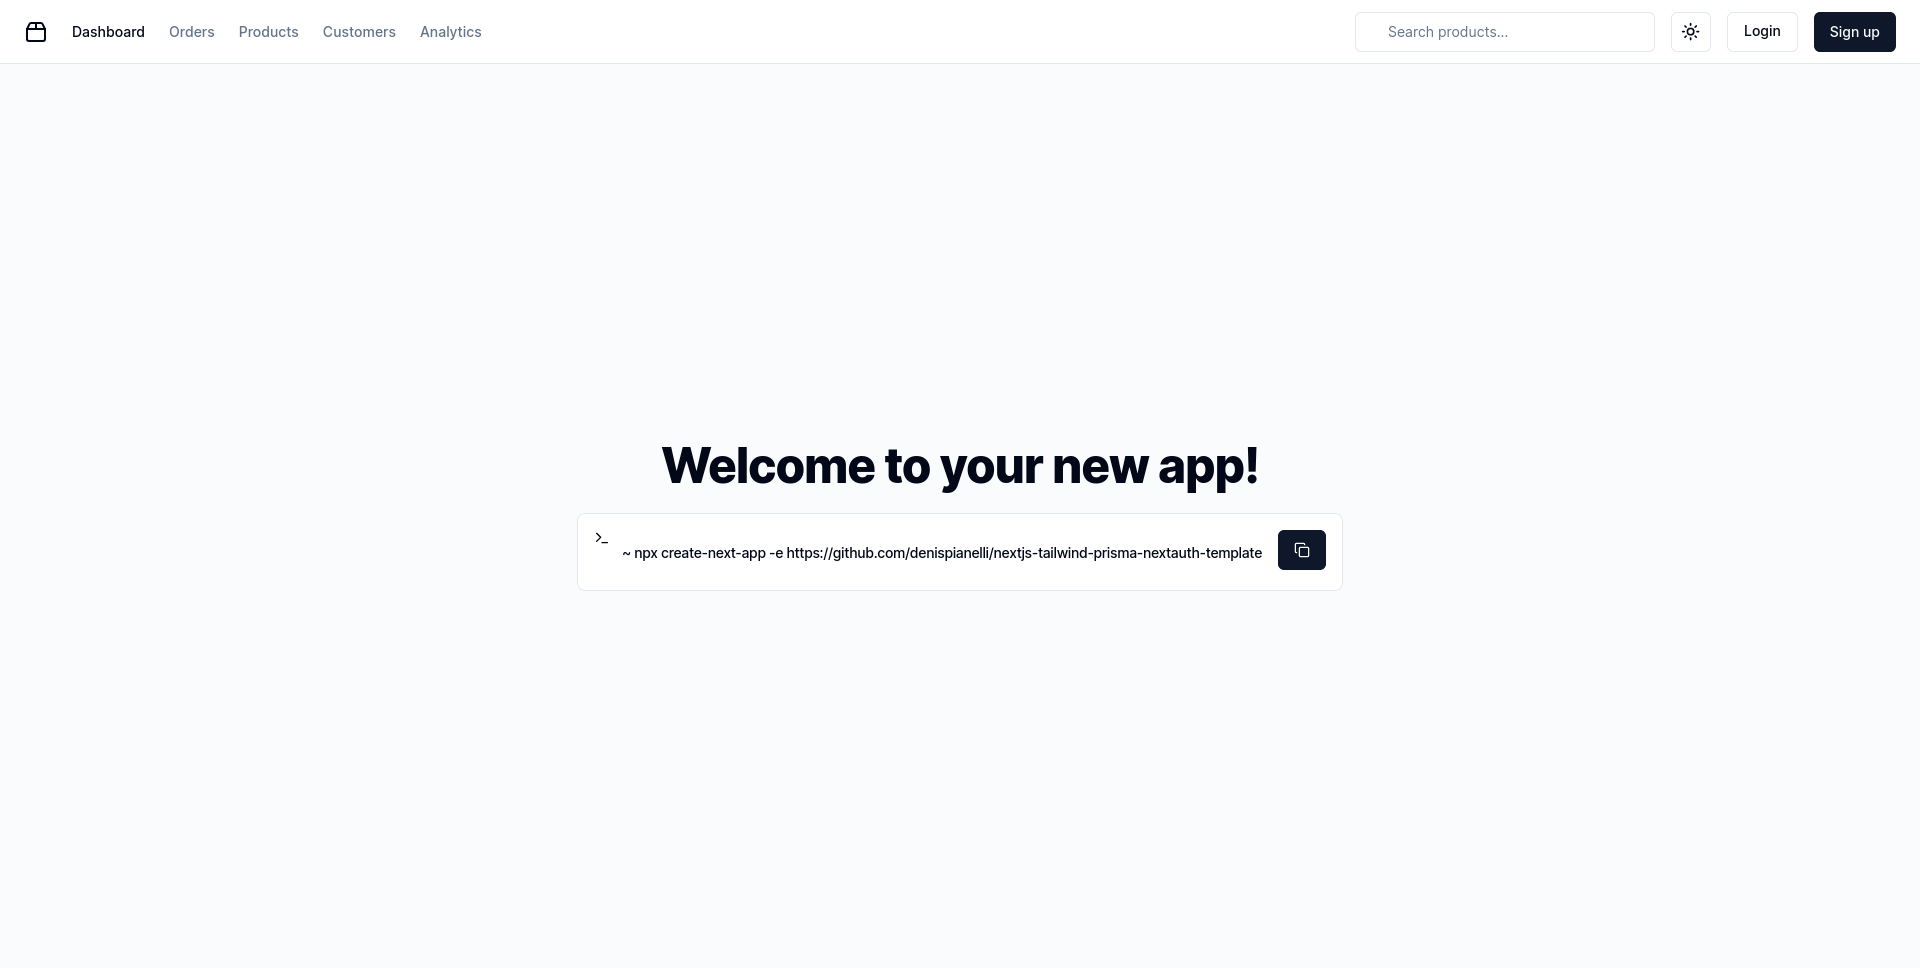 Dashboard Orders Products Customers Analytics Search products... Login Sign up
Welcome to your new app!
~ npx create-next-app -e https://github.com/denispianelli/nextjs-tailwind-prisma-nextauth-template